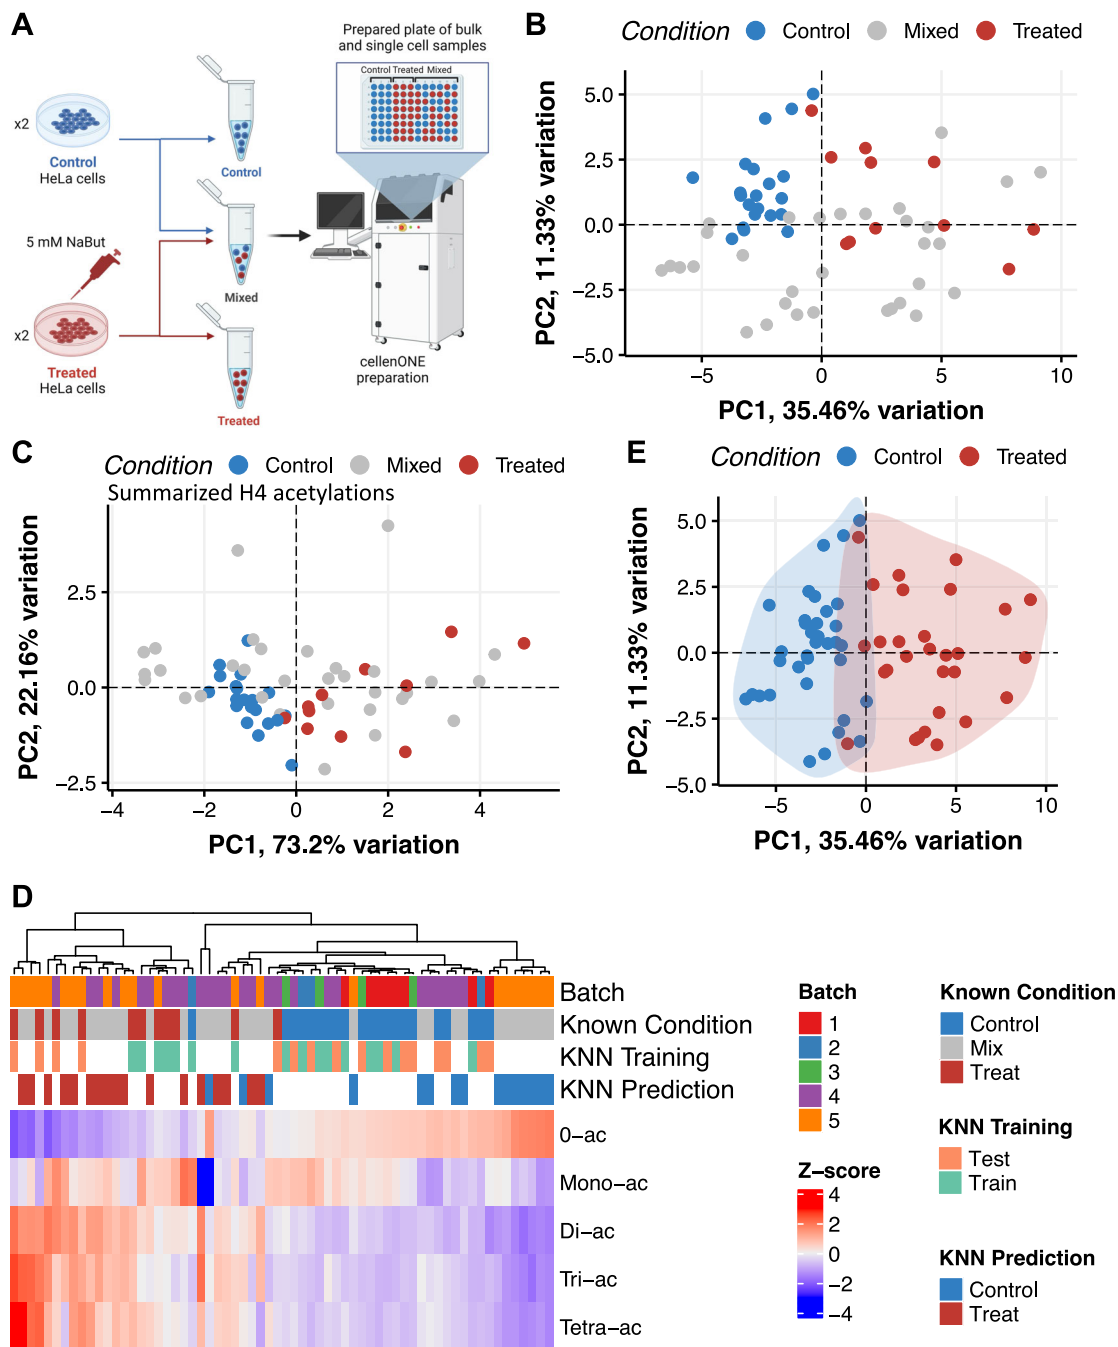 A
Prepared plate of bulk
and single cell samples
Control Treated Mixed
x2
Control
HeLa cells
Control
5 mM NaBut
Mixed
x2
Treated
HeLa cells
Treated
cellenONE
preparation
B
Condition Control Mixed Treated
PC2, 11.33% variation
5.0
2.5
0.0
−2.5
−5.0
−5 0 5 10
PC1, 35.46% variation
C
Condition Control Mixed Treated
Summarized H4 acetylations
PC2, 22.16% variation
2.5
0.0
−2.5
−4 −2 0 2 4
PC1, 73.2% variation
E
Condition Control Treated
PC2, 11.33% variation
5.0
2.5
0.0
−2.5
−5.0
−5 0 5 10
PC1, 35.46% variation
D
Batch
Known Condition
KNN Training
KNN Prediction
0−ac
Mono−ac
Di−ac
Tri−ac
Tetra−ac
Batch
1
2
3
4
5
Z−score
4
2
0
−2
−4
Known Condition
Control
Mix
Treat
KNN Training
Test
Train
KNN Prediction
Control
Treat